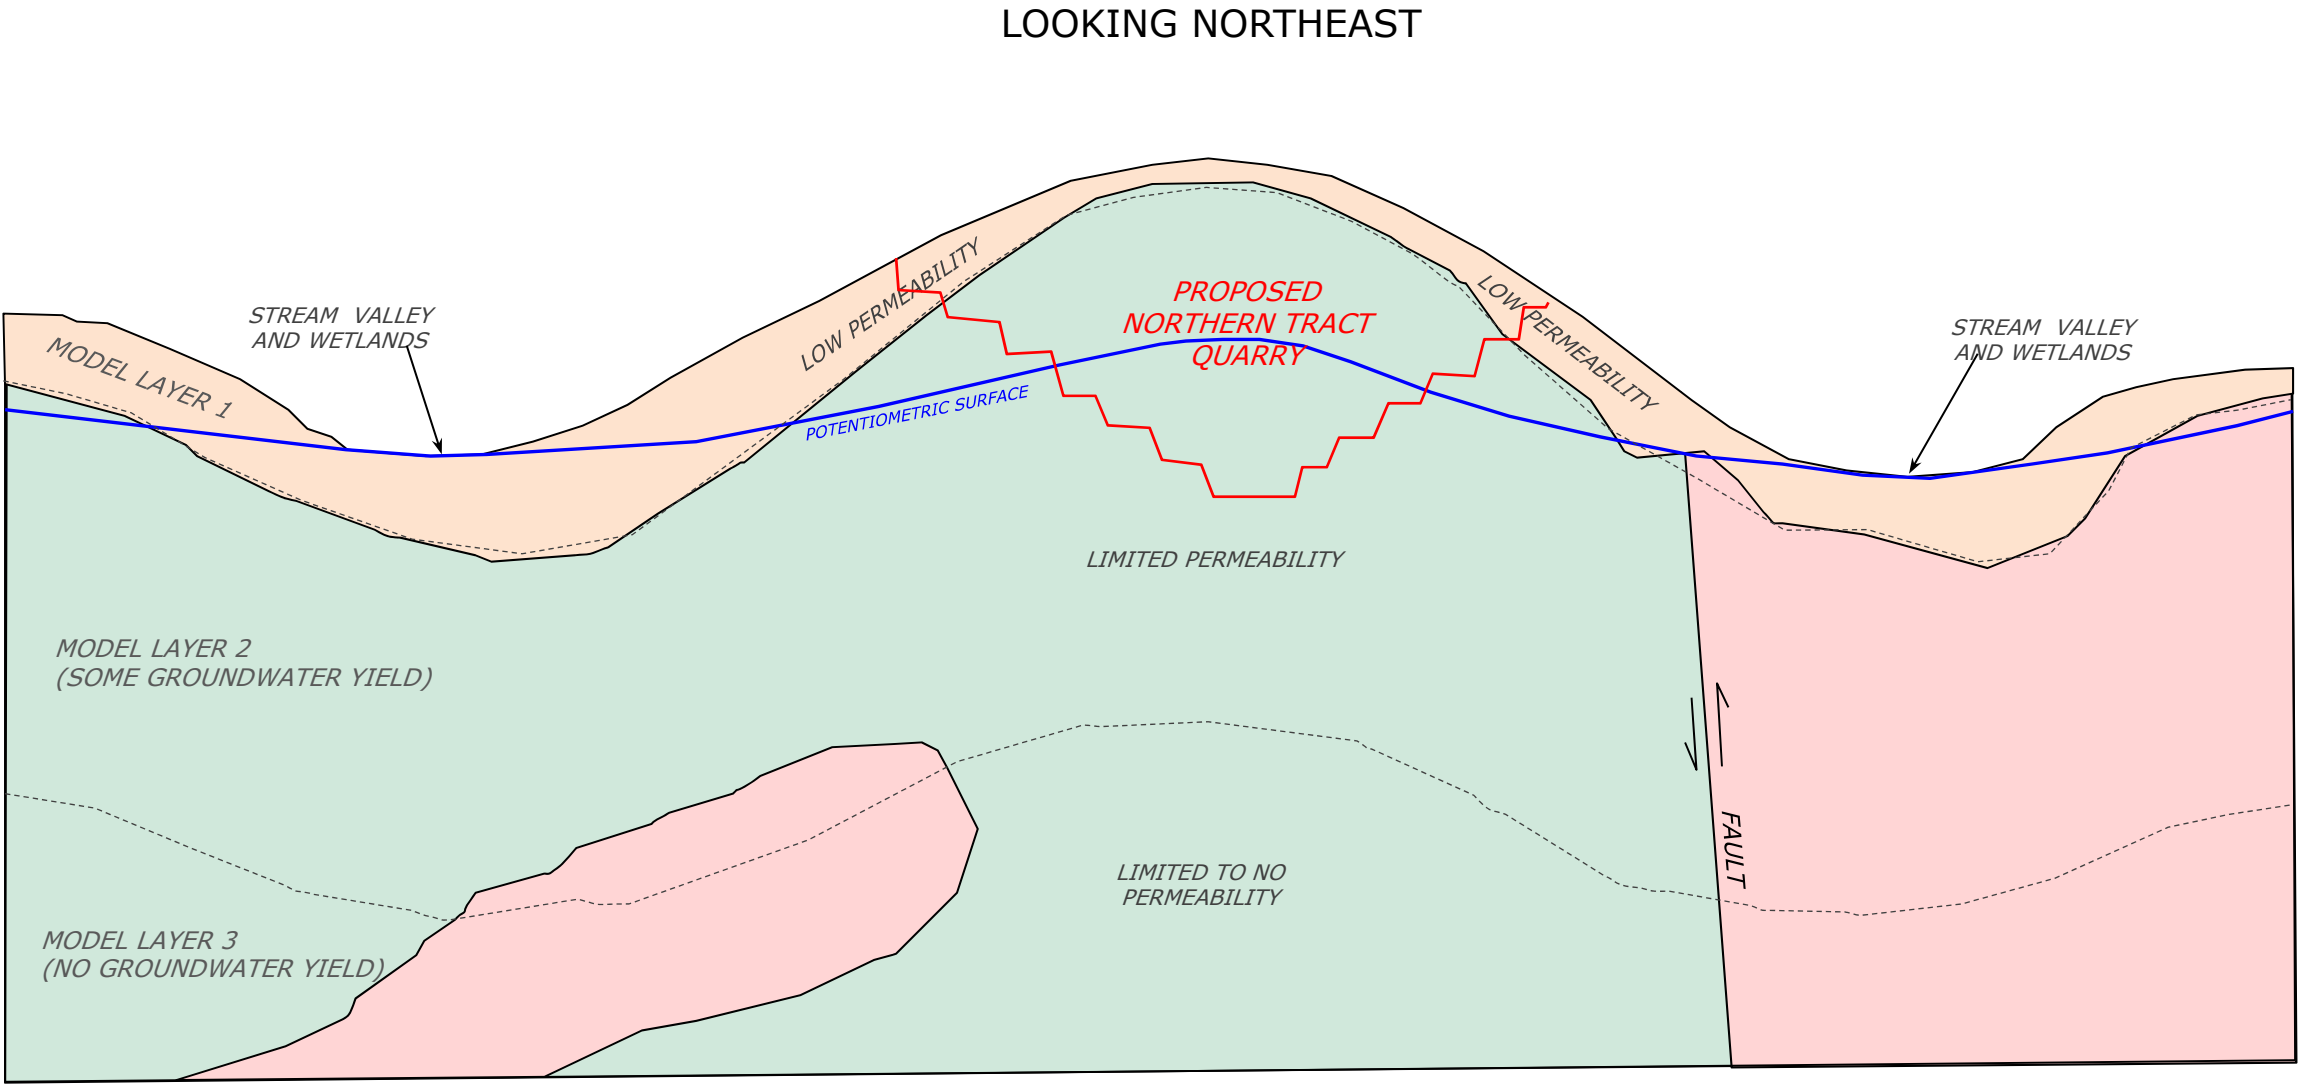 LOOKING NORTHEAST
STREAM VALLEY
AND WETLANDS
MODEL LAYER 1
LOW PERMEABILITY
PROPOSED
NORTHERN TRACT
QUARRY
LOW PERMEABILITY
STREAM VALLEY
AND WETLANDS
POTENTIOMETRIC SURFACE
LIMITED PERMEABILITY
MODEL LAYER 2
(SOME GROUNDWATER YIELD)
FAULT
LIMITED TO NO
PERMEABILITY
MODEL LAYER 3
(NO GROUNDWATER YIELD)